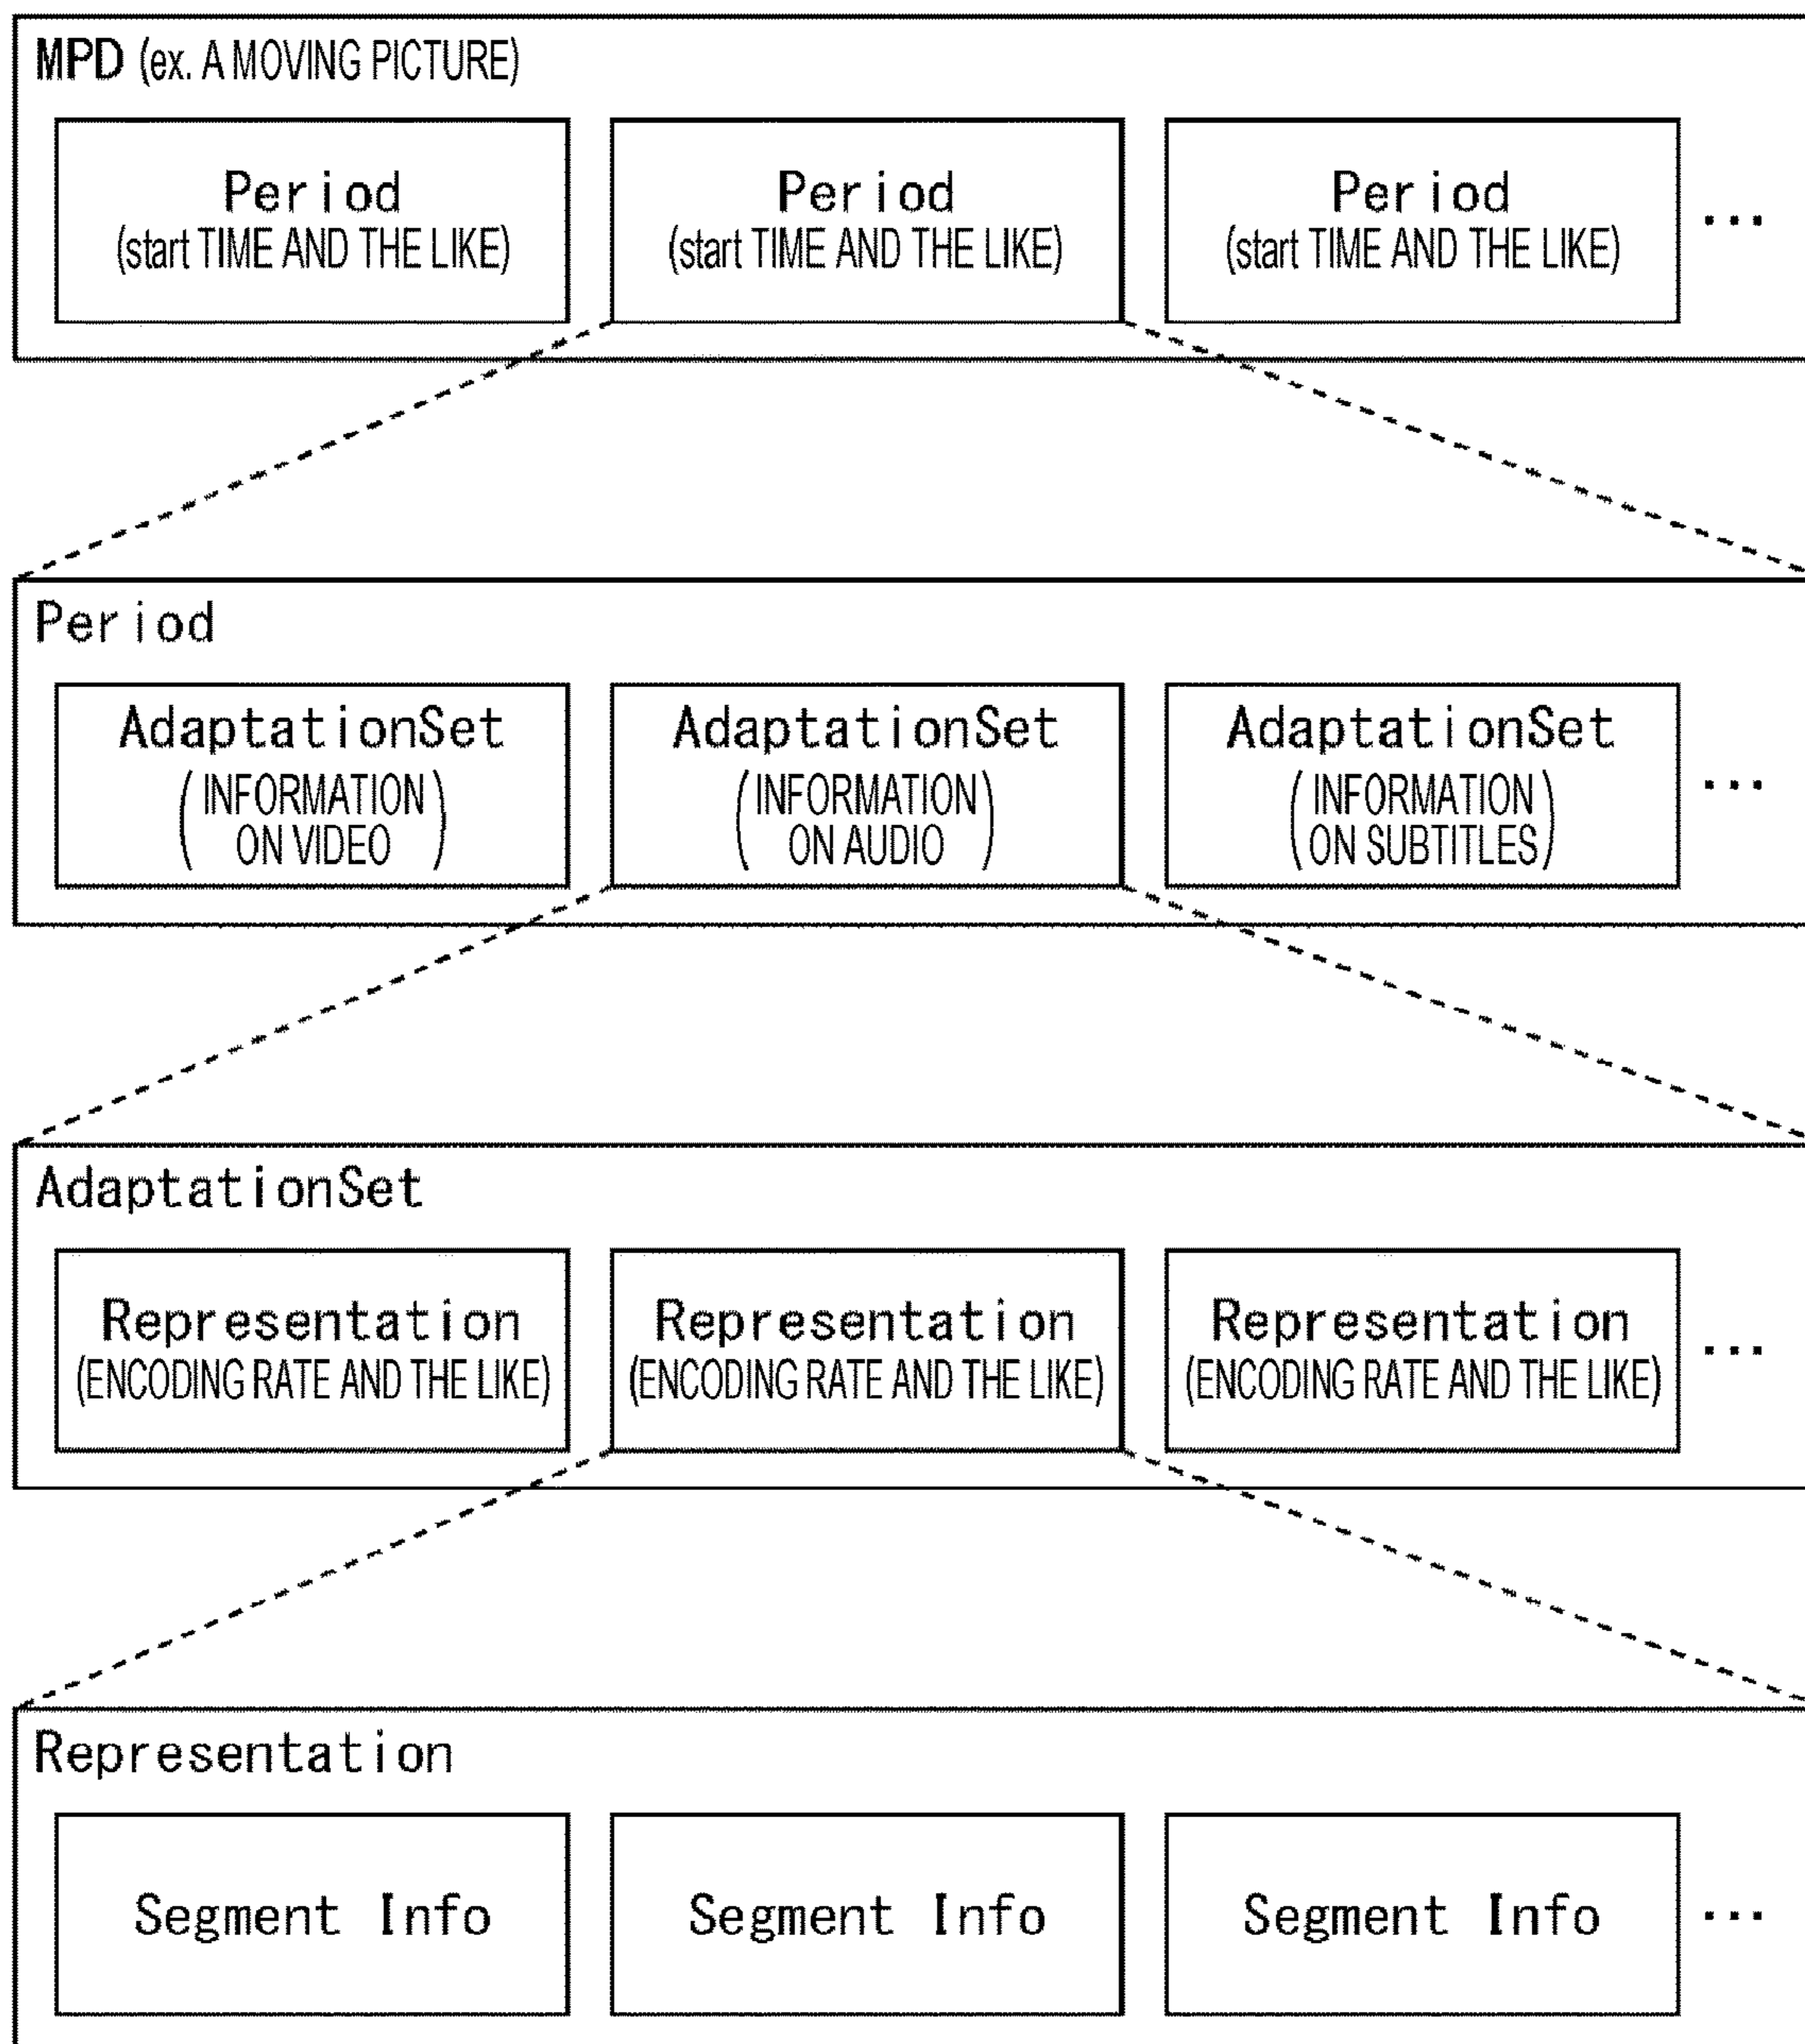 MPD (ex. A MOVING PICTURE)
Period Period Period
(start TIME AND THE LIKE) (start TIME AND THE LIKE) (start TIME AND THE LIKE) ...
Period
AdaptationSet AdaptationSet AdaptationSet
(INFORMATION (INFORMATION (INFORMATION ...
ON VIDEO) ON AUDIO) ON SUBTITLES)
AdaptationSet
Representation Representation Representation
(ENCODING RATE AND THE LIKE) (ENCODING RATE AND THE LIKE) (ENCODING RATE AND THE LIKE) ...
Representation
Segment Info Segment Info Segment Info ...